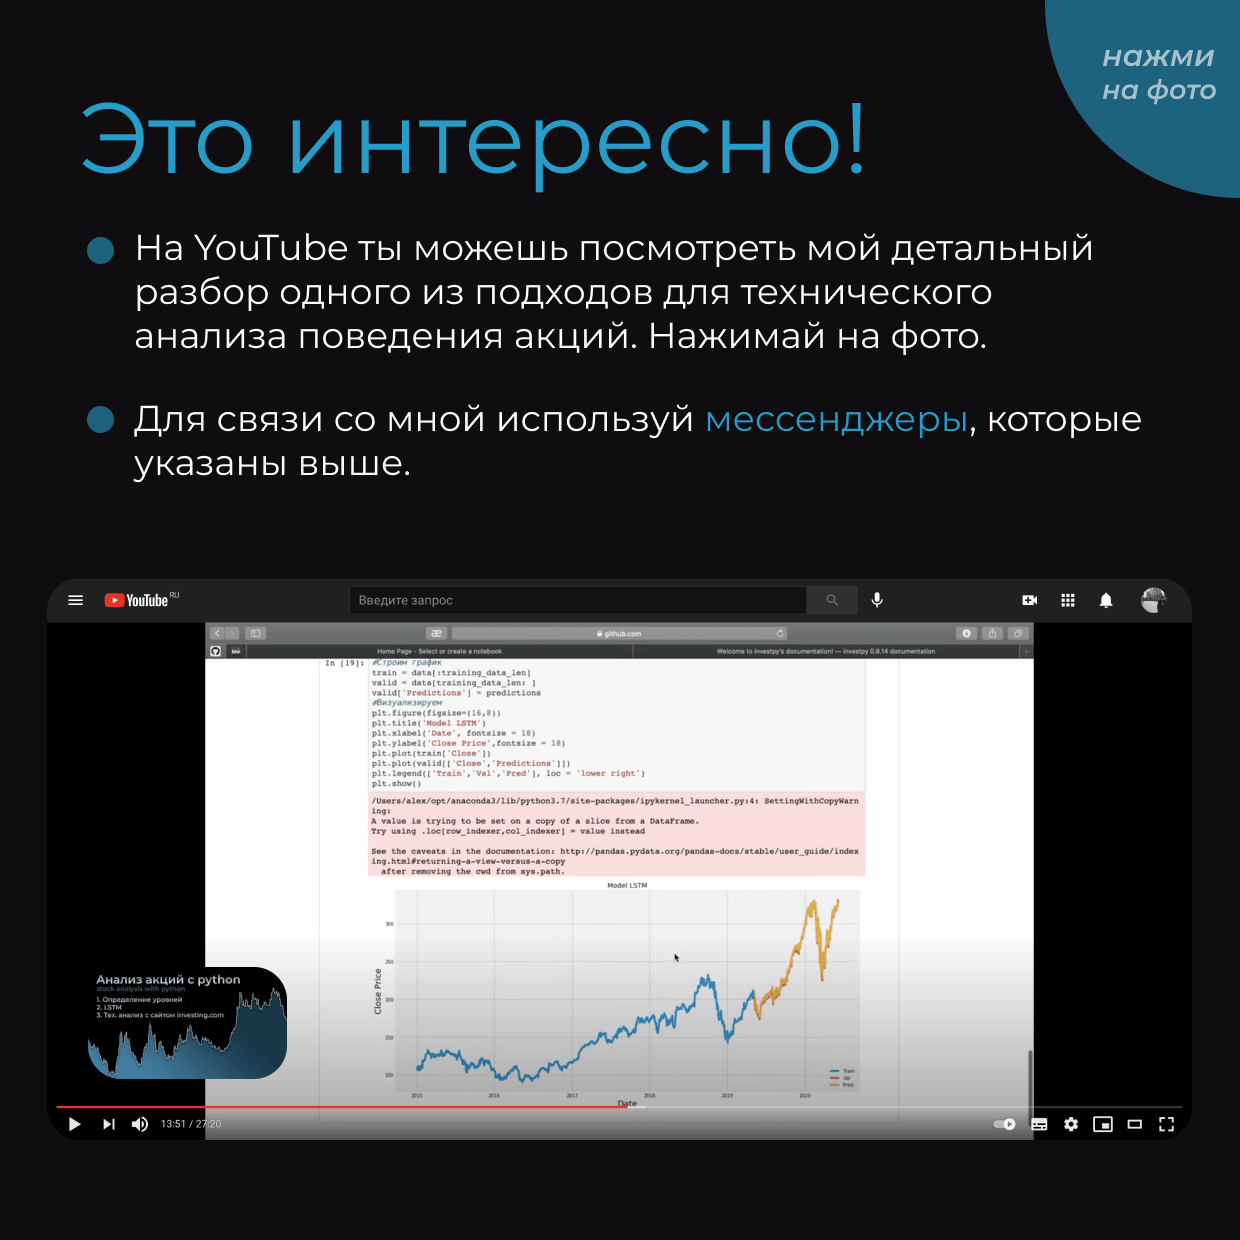 нажми
на фото
Это интересно!
На YouTube ты можешь посмотреть мой детальный
разбор одного из подходов для технического
анализа поведения акций. Нажимай на фото.
Для связи со мной используй мессенджеры, которые
указаны выше.
YouTube RU
Введите запрос
github.com
Home Page - Select or create a notebook
Welcome to investpy's documentation! — investpy 0.9.14 documentation
In [19]: #Строим график
train = data[:training_data_len]
valid = data[training_data_len: ]
valid['Predictions'] = predictions
#Визуализируем
plt.figure(figsize=(16,8))
plt.title('Model LSTM')
plt.xlabel('Date', fontsize = 18)
plt.ylabel('Close Price',fontsize = 18)
plt.plot(train['Close'])
plt.plot(valid[['Close','Predictions']])
plt.legend(['Train','Val','Pred'], loc = 'lower right')
plt.show()
/Users/alex/opt/anaconda3/lib/python3.7/site-packages/ipykernel_launcher.py:4: SettingWithCopyWarn
ing:
A value is trying to be set on a copy of a slice from a DataFrame.
Try using .loc[row_indexer,col_indexer] = value instead
See the caveats in the documentation: http://pandas.pydata.org/pandas-docs/stable/user_guide/index
ing.html#returning-a-view-versus-a-copy
after removing the cwd from sys.path.
Model LSTM
300
250
200
150
100
Close Price
2015 2016 2017 2018 2019 2020
Date
Train
Val
Pred
Анализ акций с python
stock analysis with python
1. Определение уровней
2. LSTM
3. Тех. анализ с сайтом investing.com
13:51 / 27:20